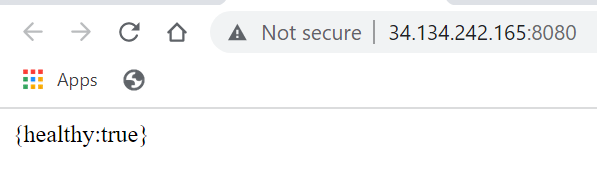 Not secure | 34.134.242.165:8080
Apps
{healthy:true}